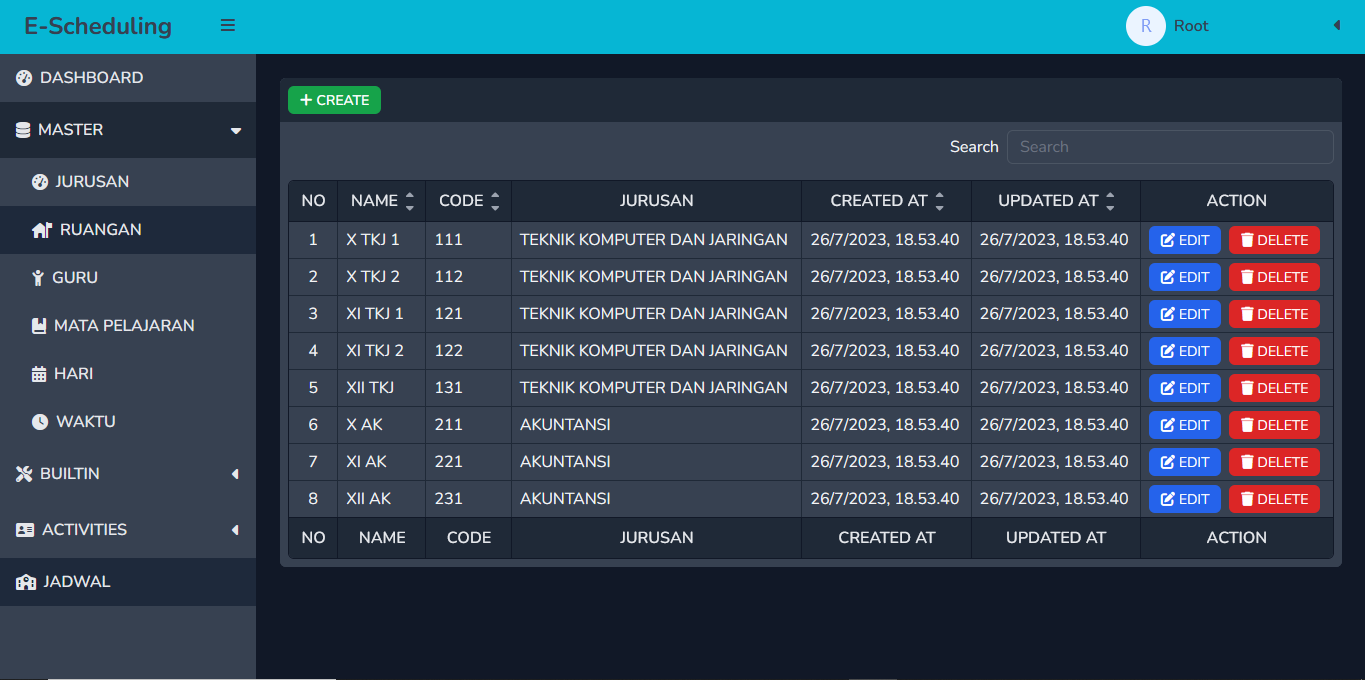 E-Scheduling
R Root
DASHBOARD
MASTER
JURUSAN
RUANGAN
GURU
MATA PELAJARAN
HARI
WAKTU
BUILTIN
ACTIVITIES
JADWAL
CREATE
Search Search
NO NAME CODE JURUSAN CREATED AT UPDATED AT ACTION
1 X TKJ 1 111 TEKNIK KOMPUTER DAN JARINGAN 26/7/2023, 18.53.40 26/7/2023, 18.53.40 EDIT DELETE
2 X TKJ 2 112 TEKNIK KOMPUTER DAN JARINGAN 26/7/2023, 18.53.40 26/7/2023, 18.53.40 EDIT DELETE
3 XI TKJ 1 121 TEKNIK KOMPUTER DAN JARINGAN 26/7/2023, 18.53.40 26/7/2023, 18.53.40 EDIT DELETE
4 XI TKJ 2 122 TEKNIK KOMPUTER DAN JARINGAN 26/7/2023, 18.53.40 26/7/2023, 18.53.40 EDIT DELETE
5 XII TKJ 131 TEKNIK KOMPUTER DAN JARINGAN 26/7/2023, 18.53.40 26/7/2023, 18.53.40 EDIT DELETE
6 X AK 211 AKUNTANSI 26/7/2023, 18.53.40 26/7/2023, 18.53.40 EDIT DELETE
7 XI AK 221 AKUNTANSI 26/7/2023, 18.53.40 26/7/2023, 18.53.40 EDIT DELETE
8 XII AK 231 AKUNTANSI 26/7/2023, 18.53.40 26/7/2023, 18.53.40 EDIT DELETE
NO NAME CODE JURUSAN CREATED AT UPDATED AT ACTION